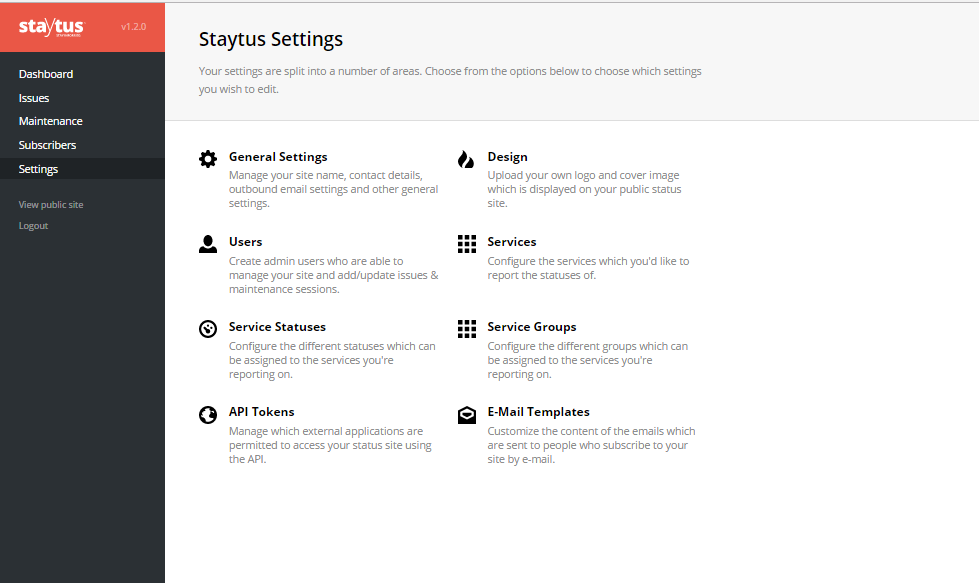 staytus
v1.2.0
Dashboard
Issues
Maintenance
Subscribers
Settings
View public site
Logout
Staytus Settings
Your settings are split into a number of areas. Choose from the options below to choose which settings
you wish to edit.
General Settings
Manage your site name, contact details,
outbound email settings and other general
settings.
Design
Upload your own logo and cover image
which is displayed on your public status
site.
Users
Create admin users who are able to
manage your site and add/update issues &
maintenance sessions.
Services
Configure the services which you'd like to
report the statuses of.
Service Statuses
Configure the different statuses which can
be assigned to the services you're
reporting on.
Service Groups
Configure the different groups which can
be assigned to the services you're
reporting on.
API Tokens
Manage which external applications are
permitted to access your status site using
the API.
E-Mail Templates
Customize the content of the emails which
are sent to people who subscribe to your
site by e-mail.